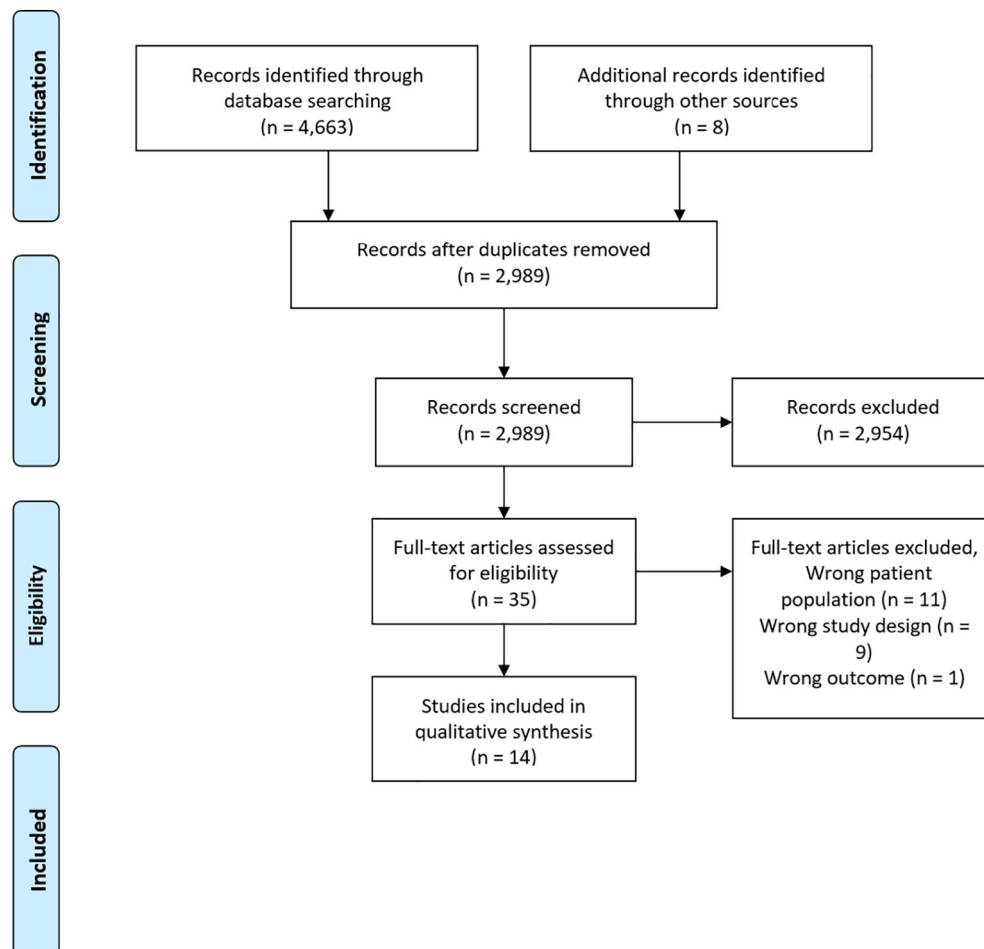 Identification
Records identified through
database searching
(n = 4,663)
Additional records identified
through other sources
(n = 8)
Records after duplicates removed
(n = 2,989)
Screening
Records screened
(n = 2,989)
Records excluded
(n = 2,954)
Eligibility
Full-text articles assessed
for eligibility
(n = 35)
Full-text articles excluded,
Wrong patient
population (n = 11)
Wrong study design (n =
9)
Wrong outcome (n = 1)
Studies included in
qualitative synthesis
(n = 14)
Included